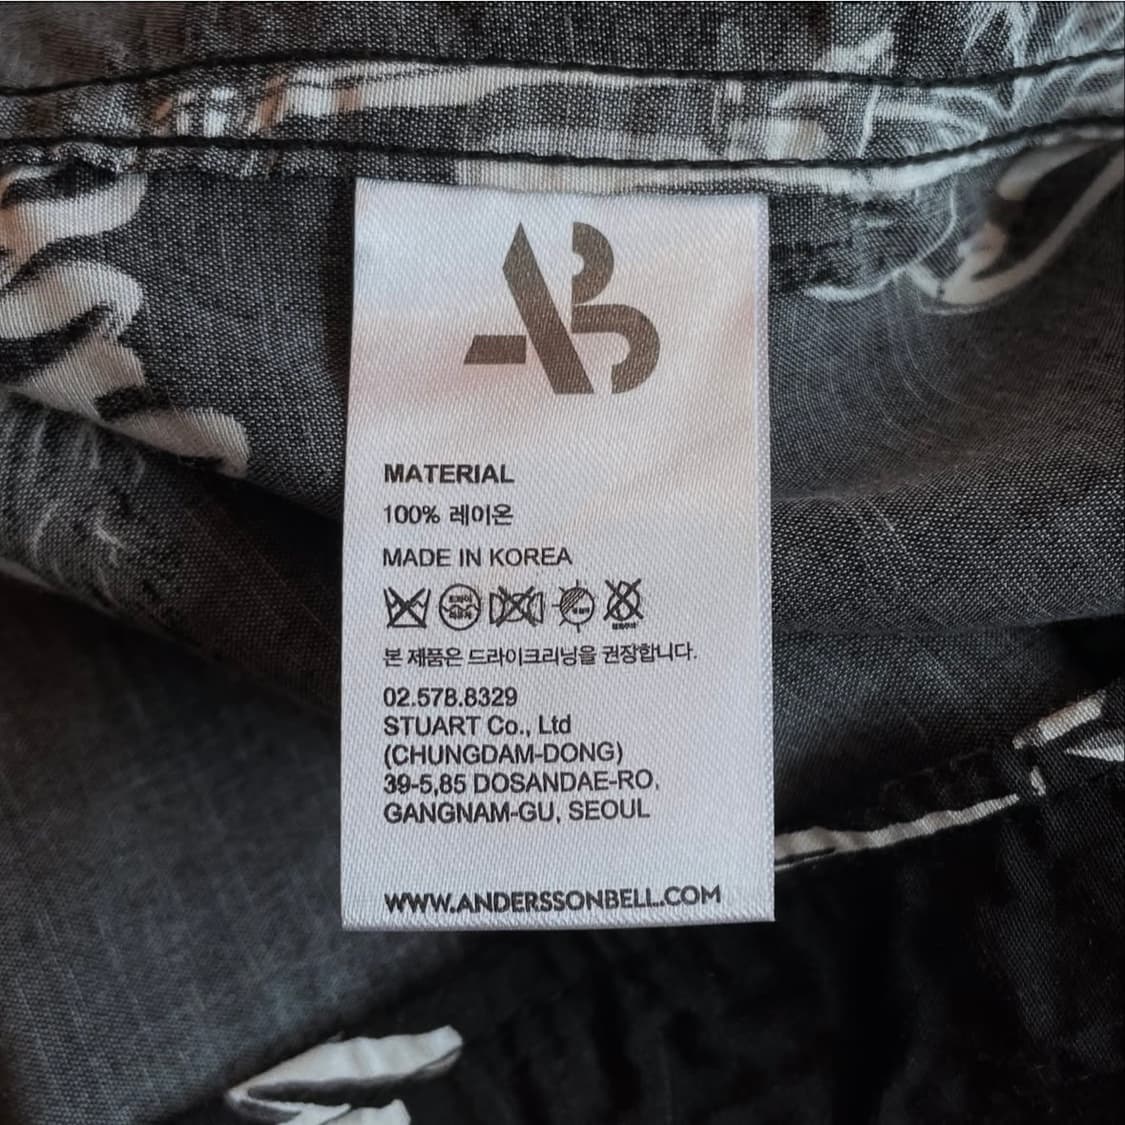 AB
MATERIAL
100% 레이온
MADE IN KOREA
본 제품은 드라이크리닝을 권장합니다.
02.578.8329
STUART Co., Ltd
(CHUNGDAM-DONG)
39-5,85 DOSANDAE-RO,
GANGNAM-GU, SEOUL
WWW.ANDERSSONBELL.COM